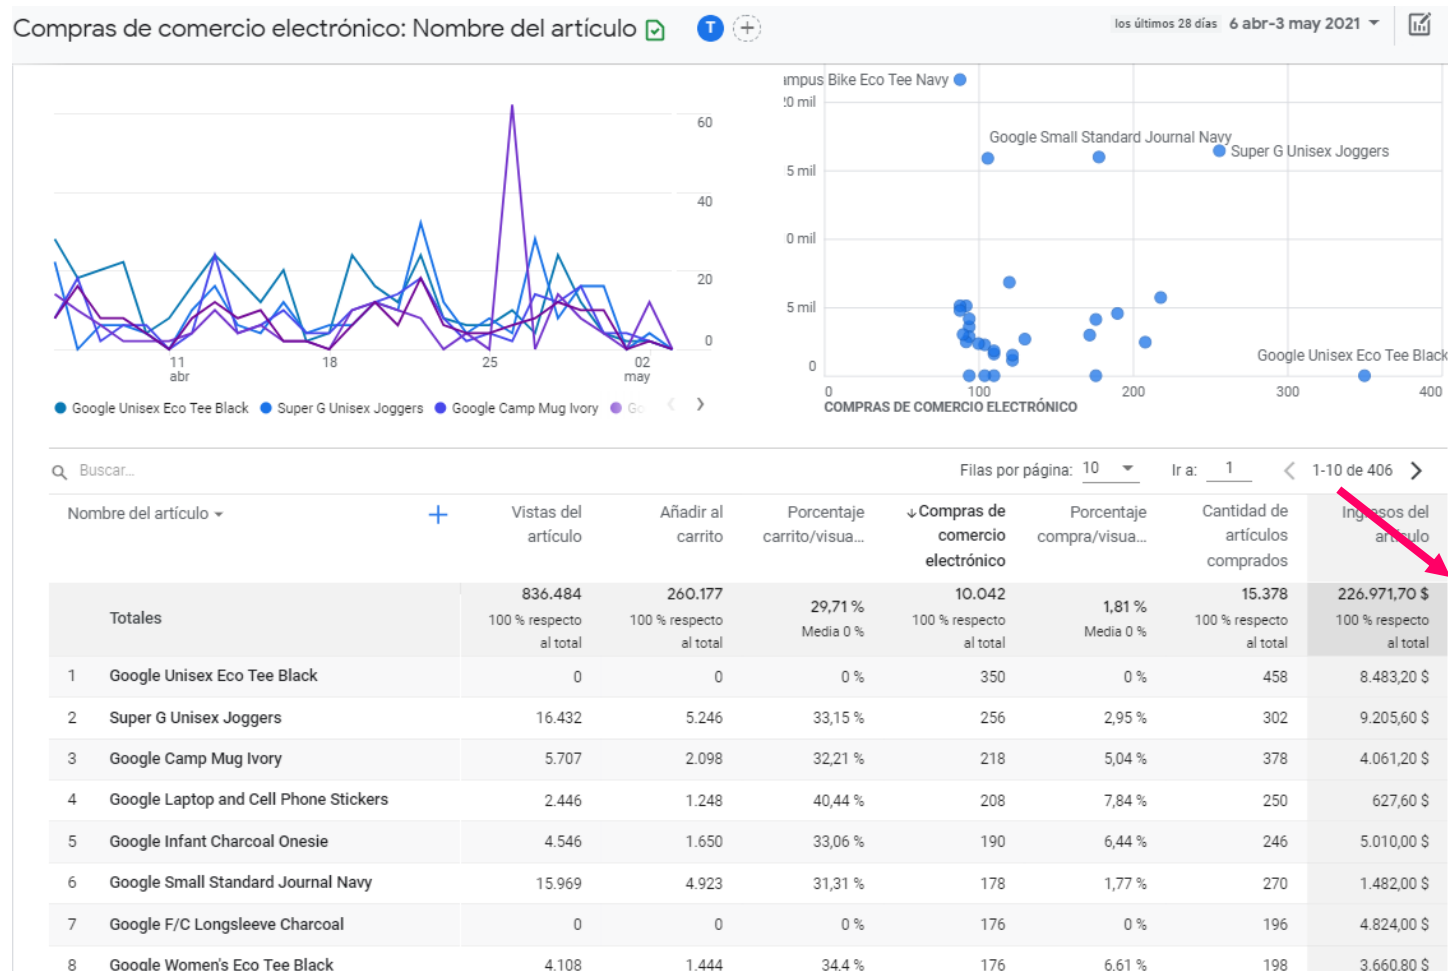 Compras de comercio electrónico: Nombre del artículo
T
los últimos 28 días 6 abr-3 may 2021
60
40
20
0
11
abr
18
25
02
may
Google Unisex Eco Tee Black Super G Unisex Joggers Google Camp Mug Ivory Go
mpus Bike Eco Tee Navy
20 mil
Google Small Standard Journal Navy
Super G Unisex Joggers
5 mil
0 mil
5 mil
Google Unisex Eco Tee Black
0
0 100 200 300 400
COMPRAS DE COMERCIO ELECTRÓNICO
Buscar...
Filas por página: 10 Ir a: 1 1-10 de 406
Nombre del artículo + Vistas del artículo Añadir al carrito Porcentaje carrito/visua... Compras de comercio electrónico Porcentaje compra/visua... Cantidad de artículos comprados Ingresos del artículo
Totales 836.484 260.177 29,71 % 10.042 1,81 % 15.378 226.971,70 $
100 % respecto al total 100 % respecto al total Media 0 % 100 % respecto al total Media 0 % 100 % respecto al total 100 % respecto al total
1 Google Unisex Eco Tee Black 0 0 0 % 350 0 % 458 8.483,20 $
2 Super G Unisex Joggers 16.432 5.246 33,15 % 256 2,95 % 302 9.205,60 $
3 Google Camp Mug Ivory 5.707 2.098 32,21 % 218 5,04 % 378 4.061,20 $
4 Google Laptop and Cell Phone Stickers 2.446 1.248 40,44 % 208 7,84 % 250 627,60 $
5 Google Infant Charcoal Onesie 4.546 1.650 33,06 % 190 6,44 % 246 5.010,00 $
6 Google Small Standard Journal Navy 15.969 4.923 31,31 % 178 1,77 % 270 1.482,00 $
7 Google F/C Longsleeve Charcoal 0 0 0 % 176 0 % 196 4.824,00 $
8 Google Women's Eco Tee Black 4.108 1.444 34,4 % 176 6,61 % 198 3.660,80 $